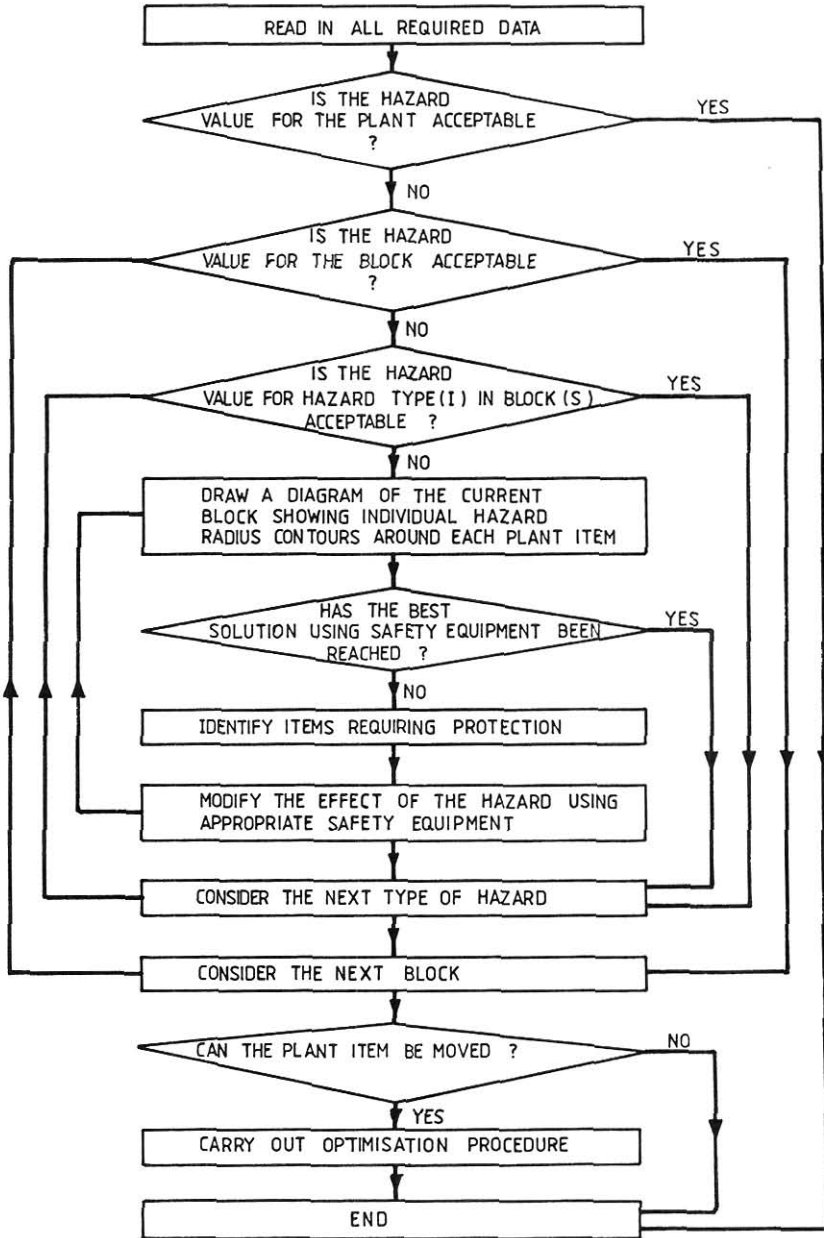 READ IN ALL REQUIRED DATA
IS THE HAZARD
VALUE FOR THE PLANT ACCEPTABLE
?
YES
NO
IS THE HAZARD
VALUE FOR THE BLOCK ACCEPTABLE
?
YES
NO
IS THE HAZARD
VALUE FOR HAZARD TYPE(I) IN BLOCK(S)
ACCEPTABLE ?
YES
NO
DRAW A DIAGRAM OF THE CURRENT
BLOCK SHOWING INDIVIDUAL HAZARD
RADIUS CONTOURS AROUND EACH PLANT ITEM
HAS THE BEST
SOLUTION USING SAFETY EQUIPMENT BEEN
REACHED ?
YES
NO
IDENTIFY ITEMS REQUIRING PROTECTION
MODIFY THE EFFECT OF THE HAZARD USING
APPROPRIATE SAFETY EQUIPMENT
CONSIDER THE NEXT TYPE OF HAZARD
CONSIDER THE NEXT BLOCK
CAN THE PLANT ITEM BE MOVED ?
NO
YES
CARRY OUT OPTIMISATION PROCEDURE
END